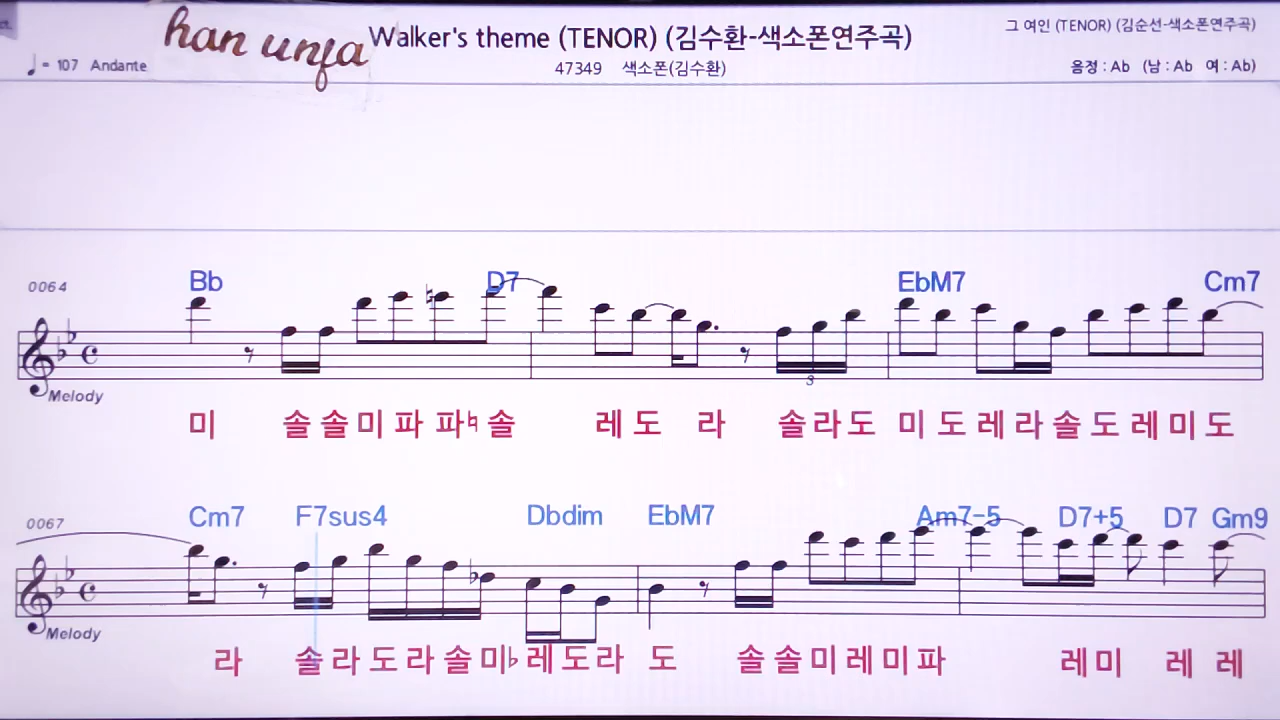 han unfa
Walker's theme (TENOR) (김수환-색소폰연주곡)
그 여인 (TENOR) (김순선-색소폰연주곡)
♩= 107 Andante
47349 색소폰(김수환)
음정 : Ab (남 : Ab 여 : Ab)
0064 Bb D7 EbM7 Cm7
3
Melody
미 솔 솔 미 파 파♮ 솔 레 도 라 솔 라 도 미 도 레 라 솔 도 레 미 도
0067 Cm7 F7sus4 Dbdim EbM7 Am7-5 D7+5 D7 Gm9
Melody
라 솔 라 도 라 솔 미♭ 레 도 라 도 솔 솔 미 레 미 파 레 미 레 레